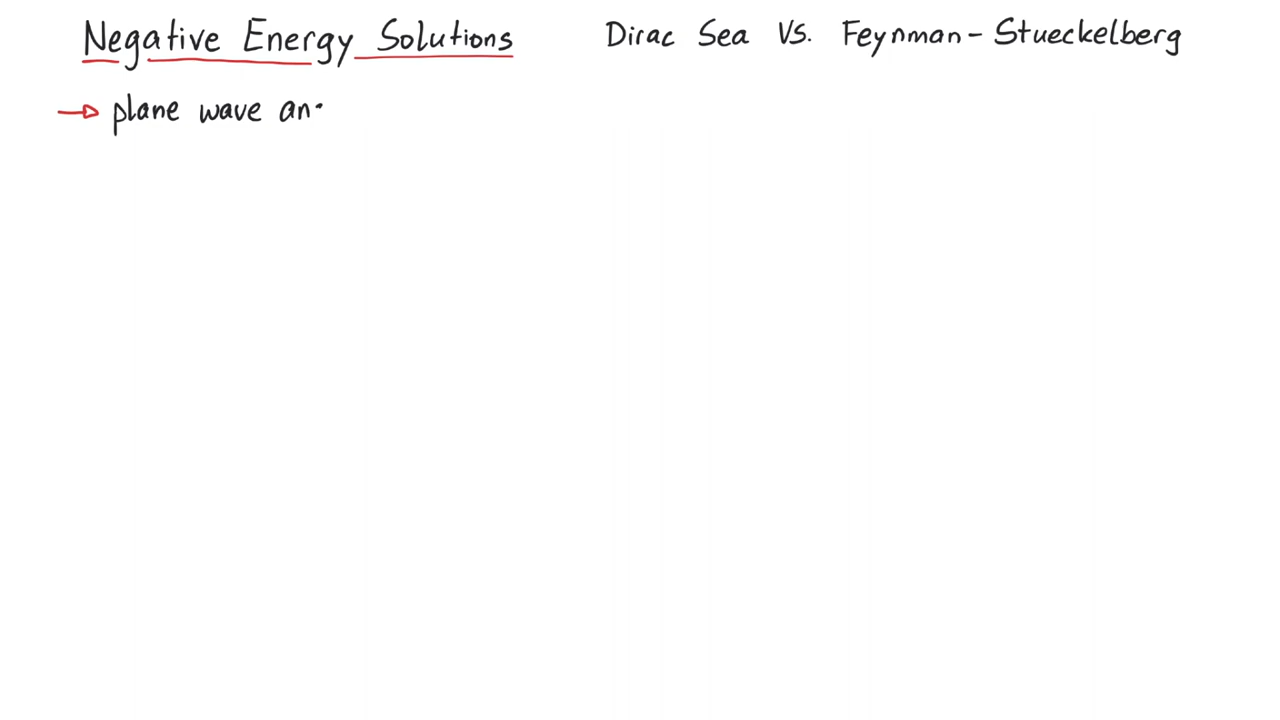 Negative Energy Solutions Dirac Sea Vs. Feynman-Stueckelberg
plane wave an